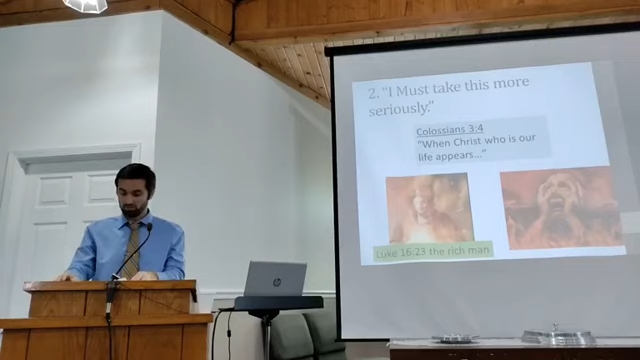 2. "I Must take this more
seriously."
Colossians 3:4
"When Christ who is our
life appears..."
Luke 16:23 the rich man
hp